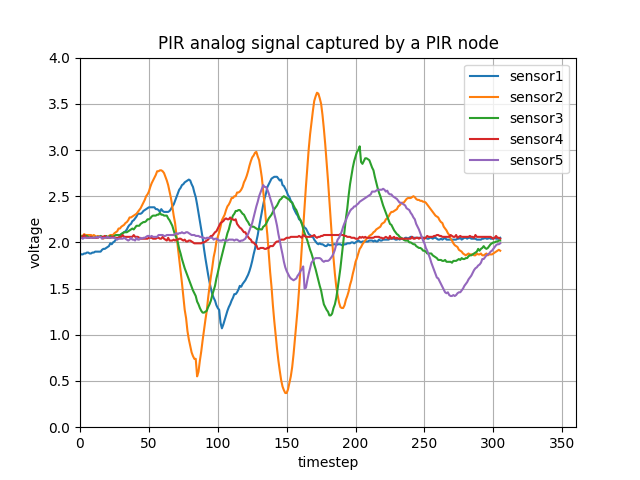 PIR analog signal captured by a PIR node
4.0
3.5
3.0
2.5
2.0
1.5
1.0
0.5
0.0
voltage
sensor1
sensor2
sensor3
sensor4
sensor5
0 50 100 150 200 250 300 350
timestep